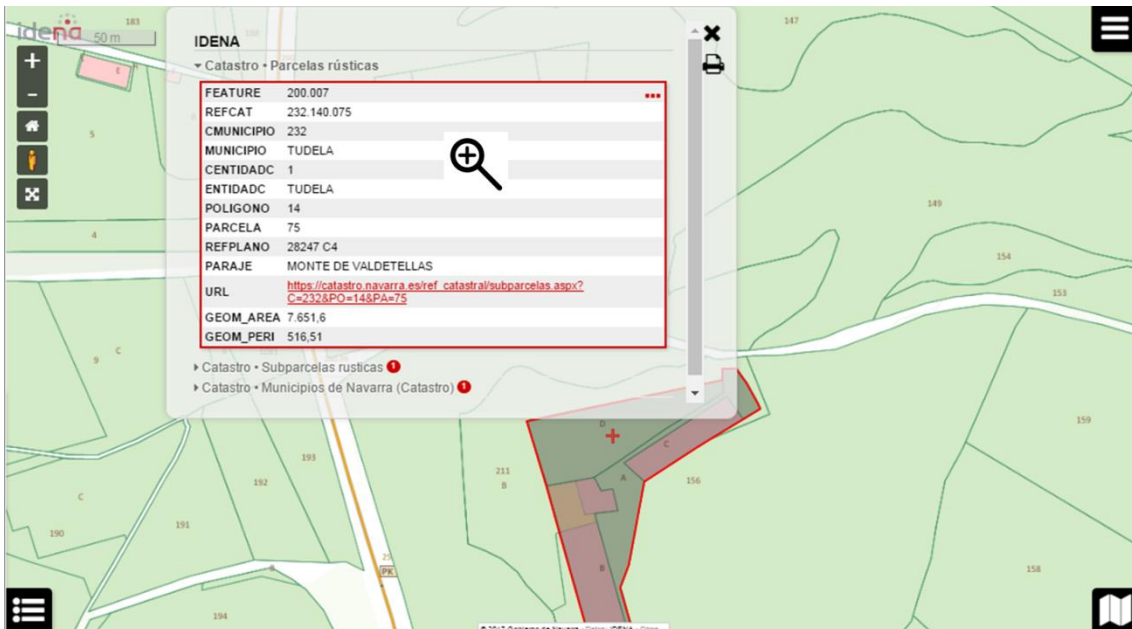 idena
50 m
183
147
IDENA
Catastro • Parcelas rústicas
FEATURE 200.007
REFCAT 232.140.075
CMUNICIPIO 232
MUNICIPIO TUDELA
CENTIDADC 1
ENTIDADC TUDELA
POLIGONO 14
PARCELA 75
REFPLANO 28247 C4
PARAJE MONTE DE VALDETELLAS
URL https://catastro.navarra.es/ref_catastral/subparcelas.aspx?
C=232&PO=14&PA=75
GEOM_AREA 7.651,6
GEOM_PERI 516,51
Catastro • Subparcelas rusticas 1
Catastro • Municipios de Navarra (Catastro) 1
5
4
9 C
149
154
153
159
D
C
193
211
B
A
156
192
C
191
190
25
PK
B
B
158
194